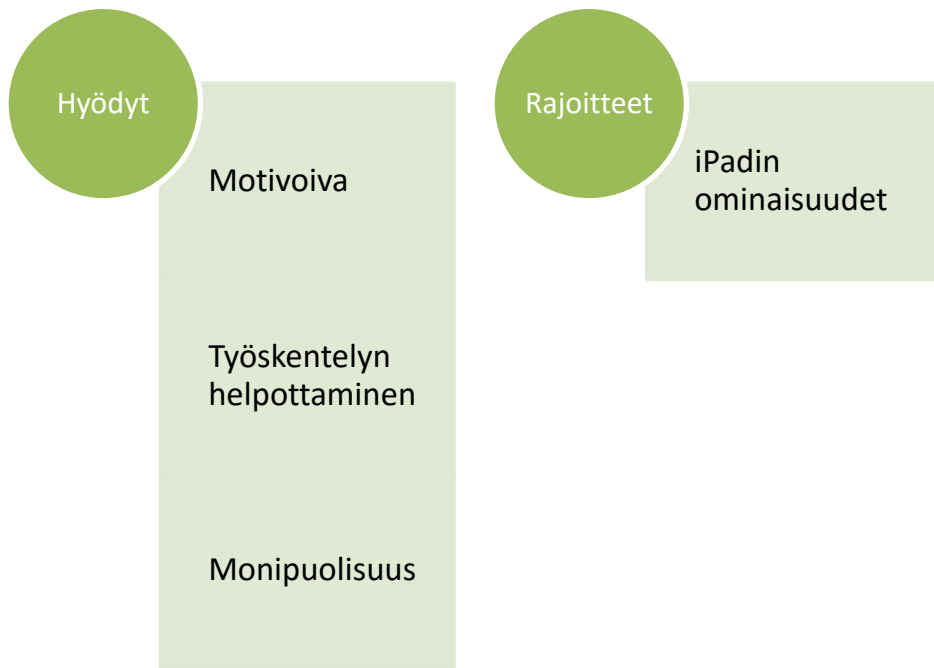 Hyödyt
Motivoiva
Työskentelyn
helpottaminen
Monipuolisuus
Rajoitteet
iPadin
ominaisuudet